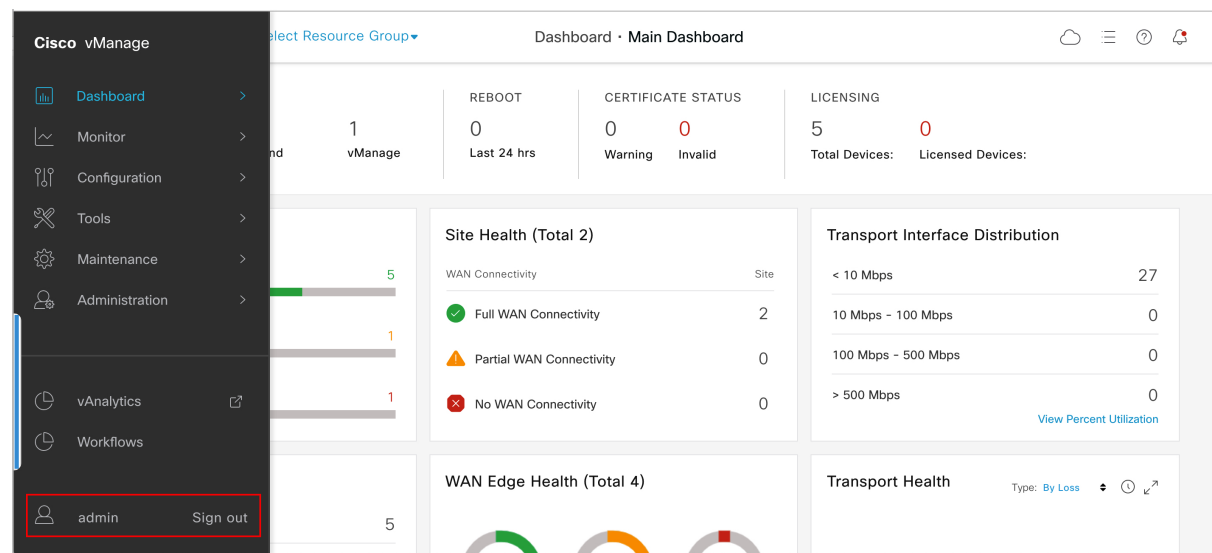 Cisco vManage
Dashboard
Monitor
Configuration
Tools
Maintenance
Administration
vAnalytics
Workflows
admin Sign out
Resource Group
Dashboard · Main Dashboard
1
vManage
REBOOT
0
Last 24 hrs
CERTIFICATE STATUS
0 0
Warning Invalid
LICENSING
5 0
Total Devices: Licensed Devices:
5
1
1
Site Health (Total 2)
WAN Connectivity Site
Full WAN Connectivity 2
Partial WAN Connectivity 0
No WAN Connectivity 0
Transport Interface Distribution
< 10 Mbps 27
10 Mbps - 100 Mbps 0
100 Mbps - 500 Mbps 0
> 500 Mbps 0
View Percent Utilization
5
WAN Edge Health (Total 4)
Transport Health Type: By Loss